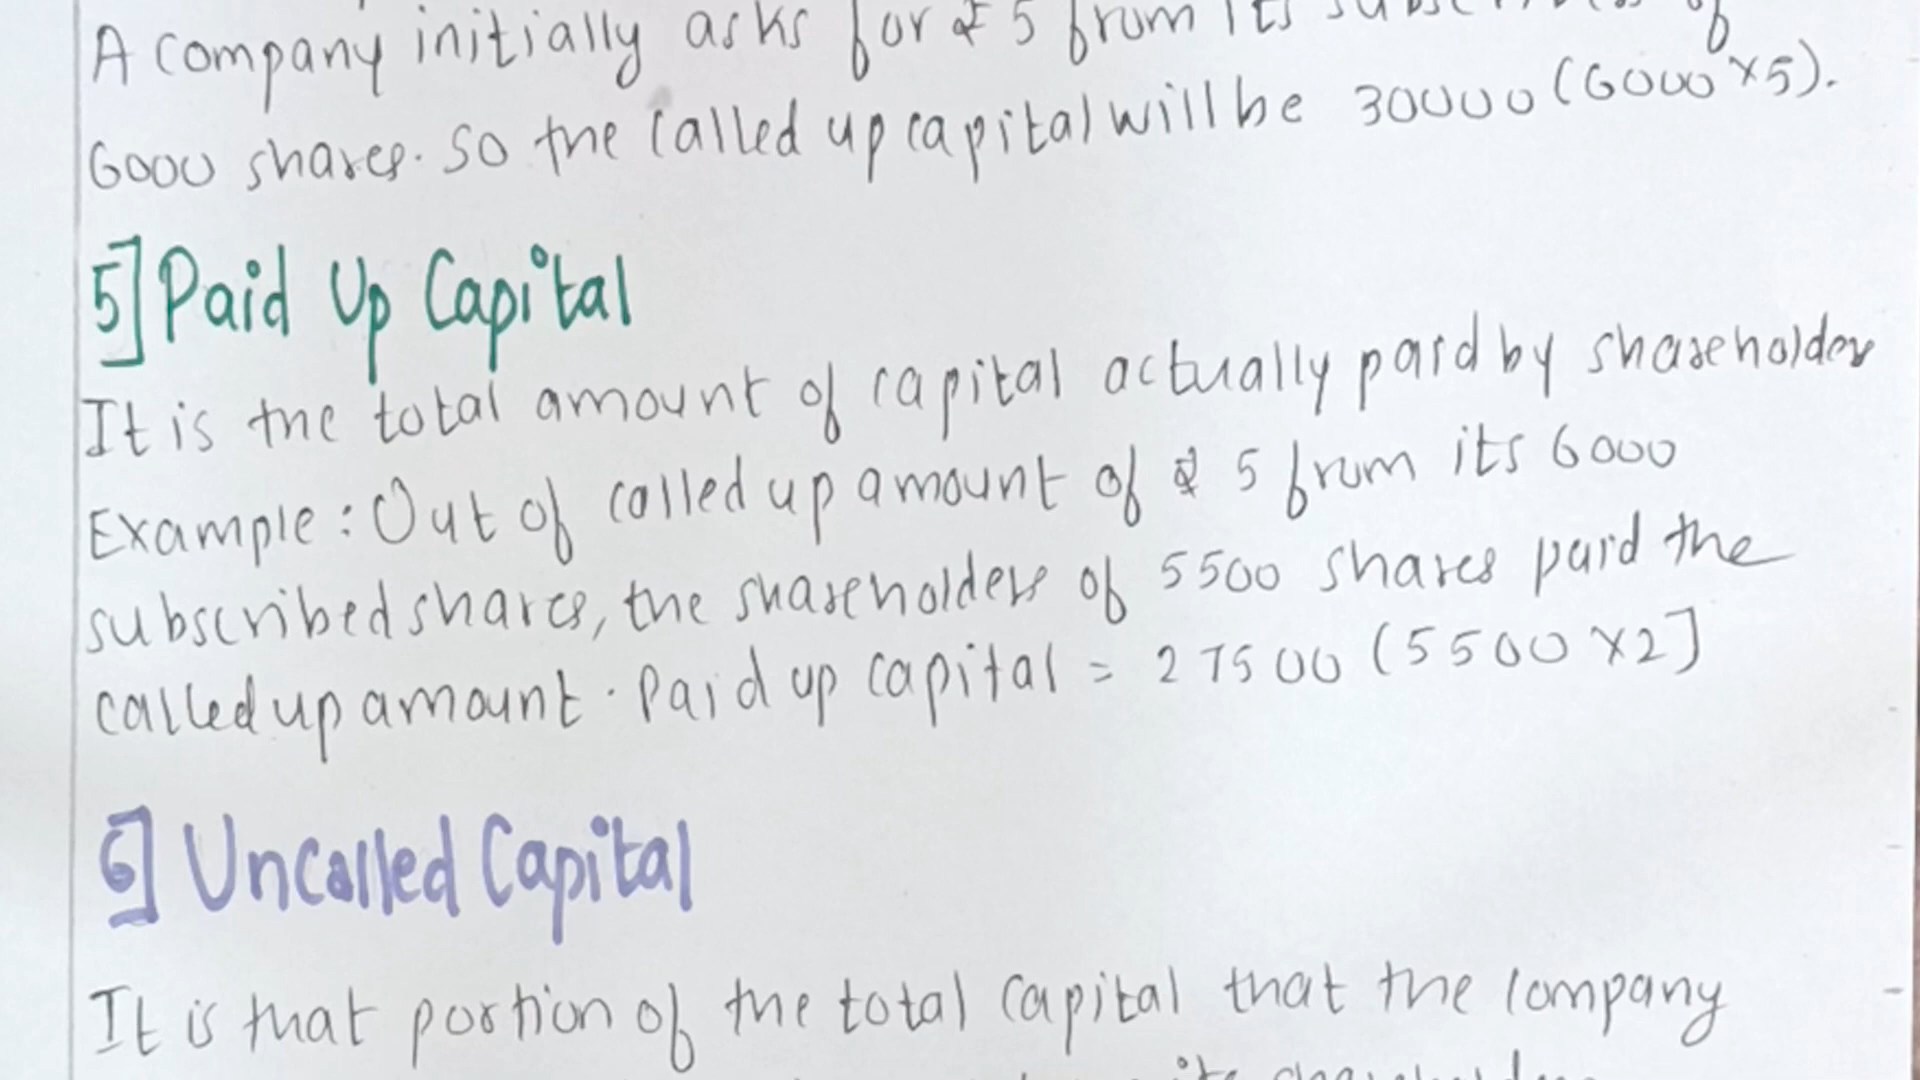 A company initially asks for ₹ 5 from its subscribers of
6000 shares. So the called up capital will be 30000 (6000 × 5).
5] Paid Up Capital
It is the total amount of capital actually paid by shareholder
Example : Out of called up amount of ₹ 5 from its 6000
subscribed shares, the shareholders of 5500 shares paid the
called up amount. Paid up capital = 27500 (5500 × 2]
6] Uncalled Capital
It is that portion of the total capital that the company
its shareholders